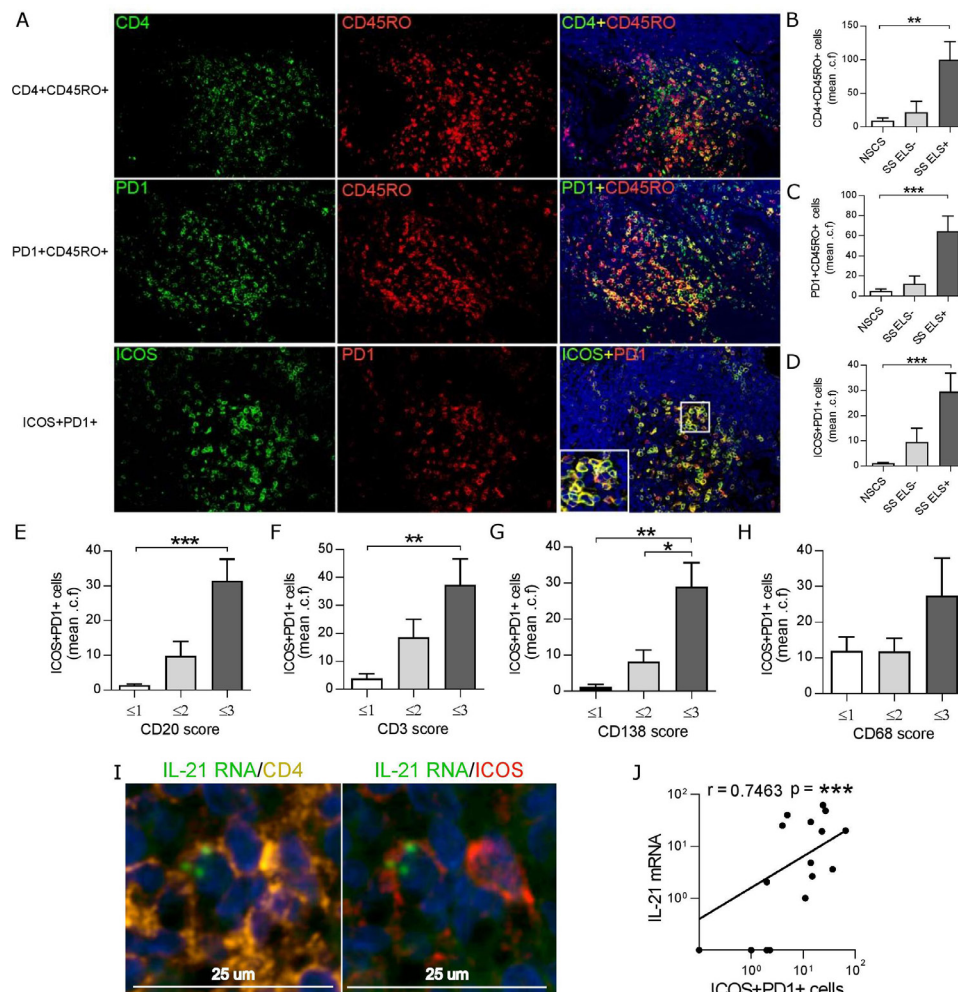 A
CD4
CD45RO
CD4+CD45RO
CD4+CD45RO+
PD1
CD45RO
PD1+CD45RO
PD1+CD45RO+
ICOS
PD1
ICOS+PD1
ICOS+PD1+
B
**
CD4+CD45RO+ cells
(mean .c.f)
150
100
50
0
NSCS
SS ELS-
SS ELS+
C
***
PD1+CD45RO+ cells
(mean .c.f)
100
80
60
40
20
0
NSCS
SS ELS-
SS ELS+
D
***
ICOS+PD1+ cells
(mean .c.f)
40
30
20
10
0
NSCS
SS ELS-
SS ELS+
E
***
ICOS+PD1+ cells
(mean .c.f)
40
30
20
10
0
≤1
≤2
≤3
CD20 score
F
**
ICOS+PD1+ cells
(mean .c.f)
50
40
30
20
10
0
≤1
≤2
≤3
CD3 score
G
**
*
ICOS+PD1+ cells
(mean .c.f)
40
30
20
10
0
≤1
≤2
≤3
CD138 score
H
ICOS+PD1+ cells
(mean .c.f)
40
30
20
10
0
≤1
≤2
≤3
CD68 score
I
IL-21 RNA/CD4
IL-21 RNA/ICOS
25 um
25 um
J
r = 0.7463 p = ***
IL-21 mRNA
10²
10¹
10⁰
10⁰
10¹
10²
ICOS+PD1+ cells